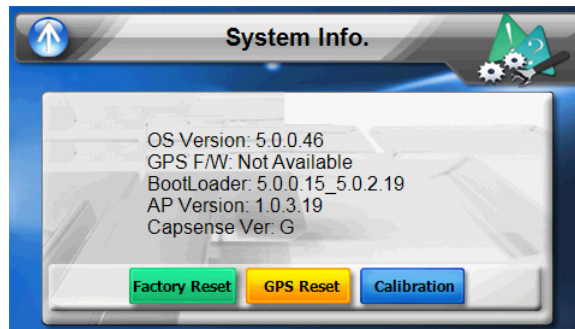 System Info.
OS Version: 5.0.0.46
GPS F/W: Not Available
BootLoader: 5.0.0.15_5.0.2.19
AP Version: 1.0.3.19
Capsense Ver: G
Factory Reset GPS Reset Calibration